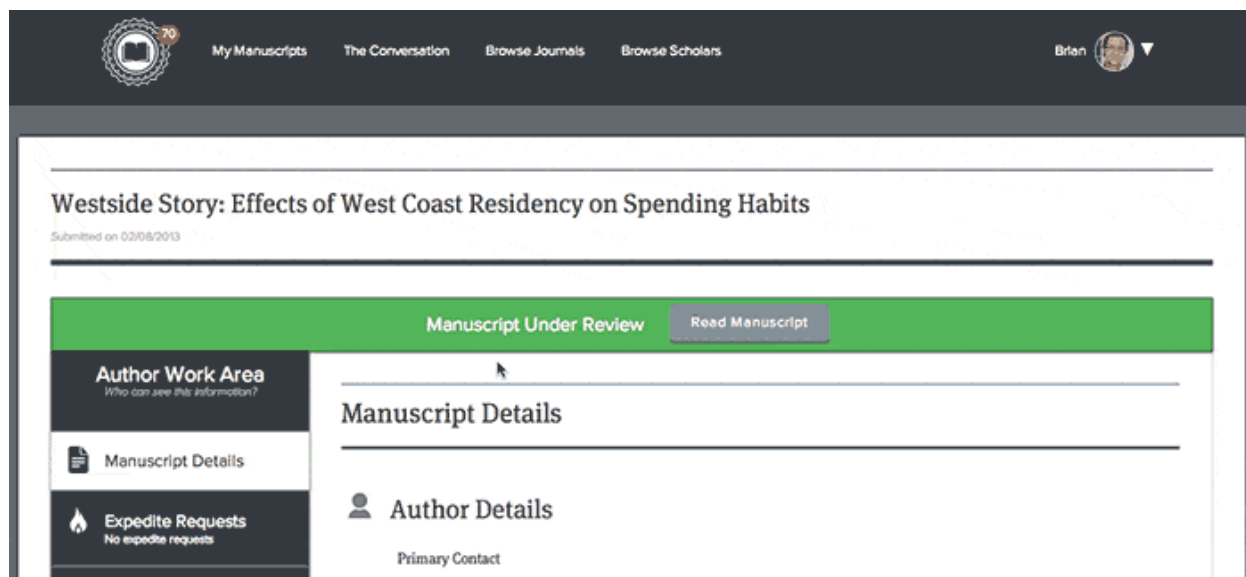 70
My Manuscripts The Conversation Browse Journals Browse Scholars Brian
Westside Story: Effects of West Coast Residency on Spending Habits
Submitted on 02/08/2013
Manuscript Under Review Read Manuscript
Author Work Area
Who can see this information?
Manuscript Details
Expedite Requests
No expedite requests
Manuscript Details
Author Details
Primary Contact